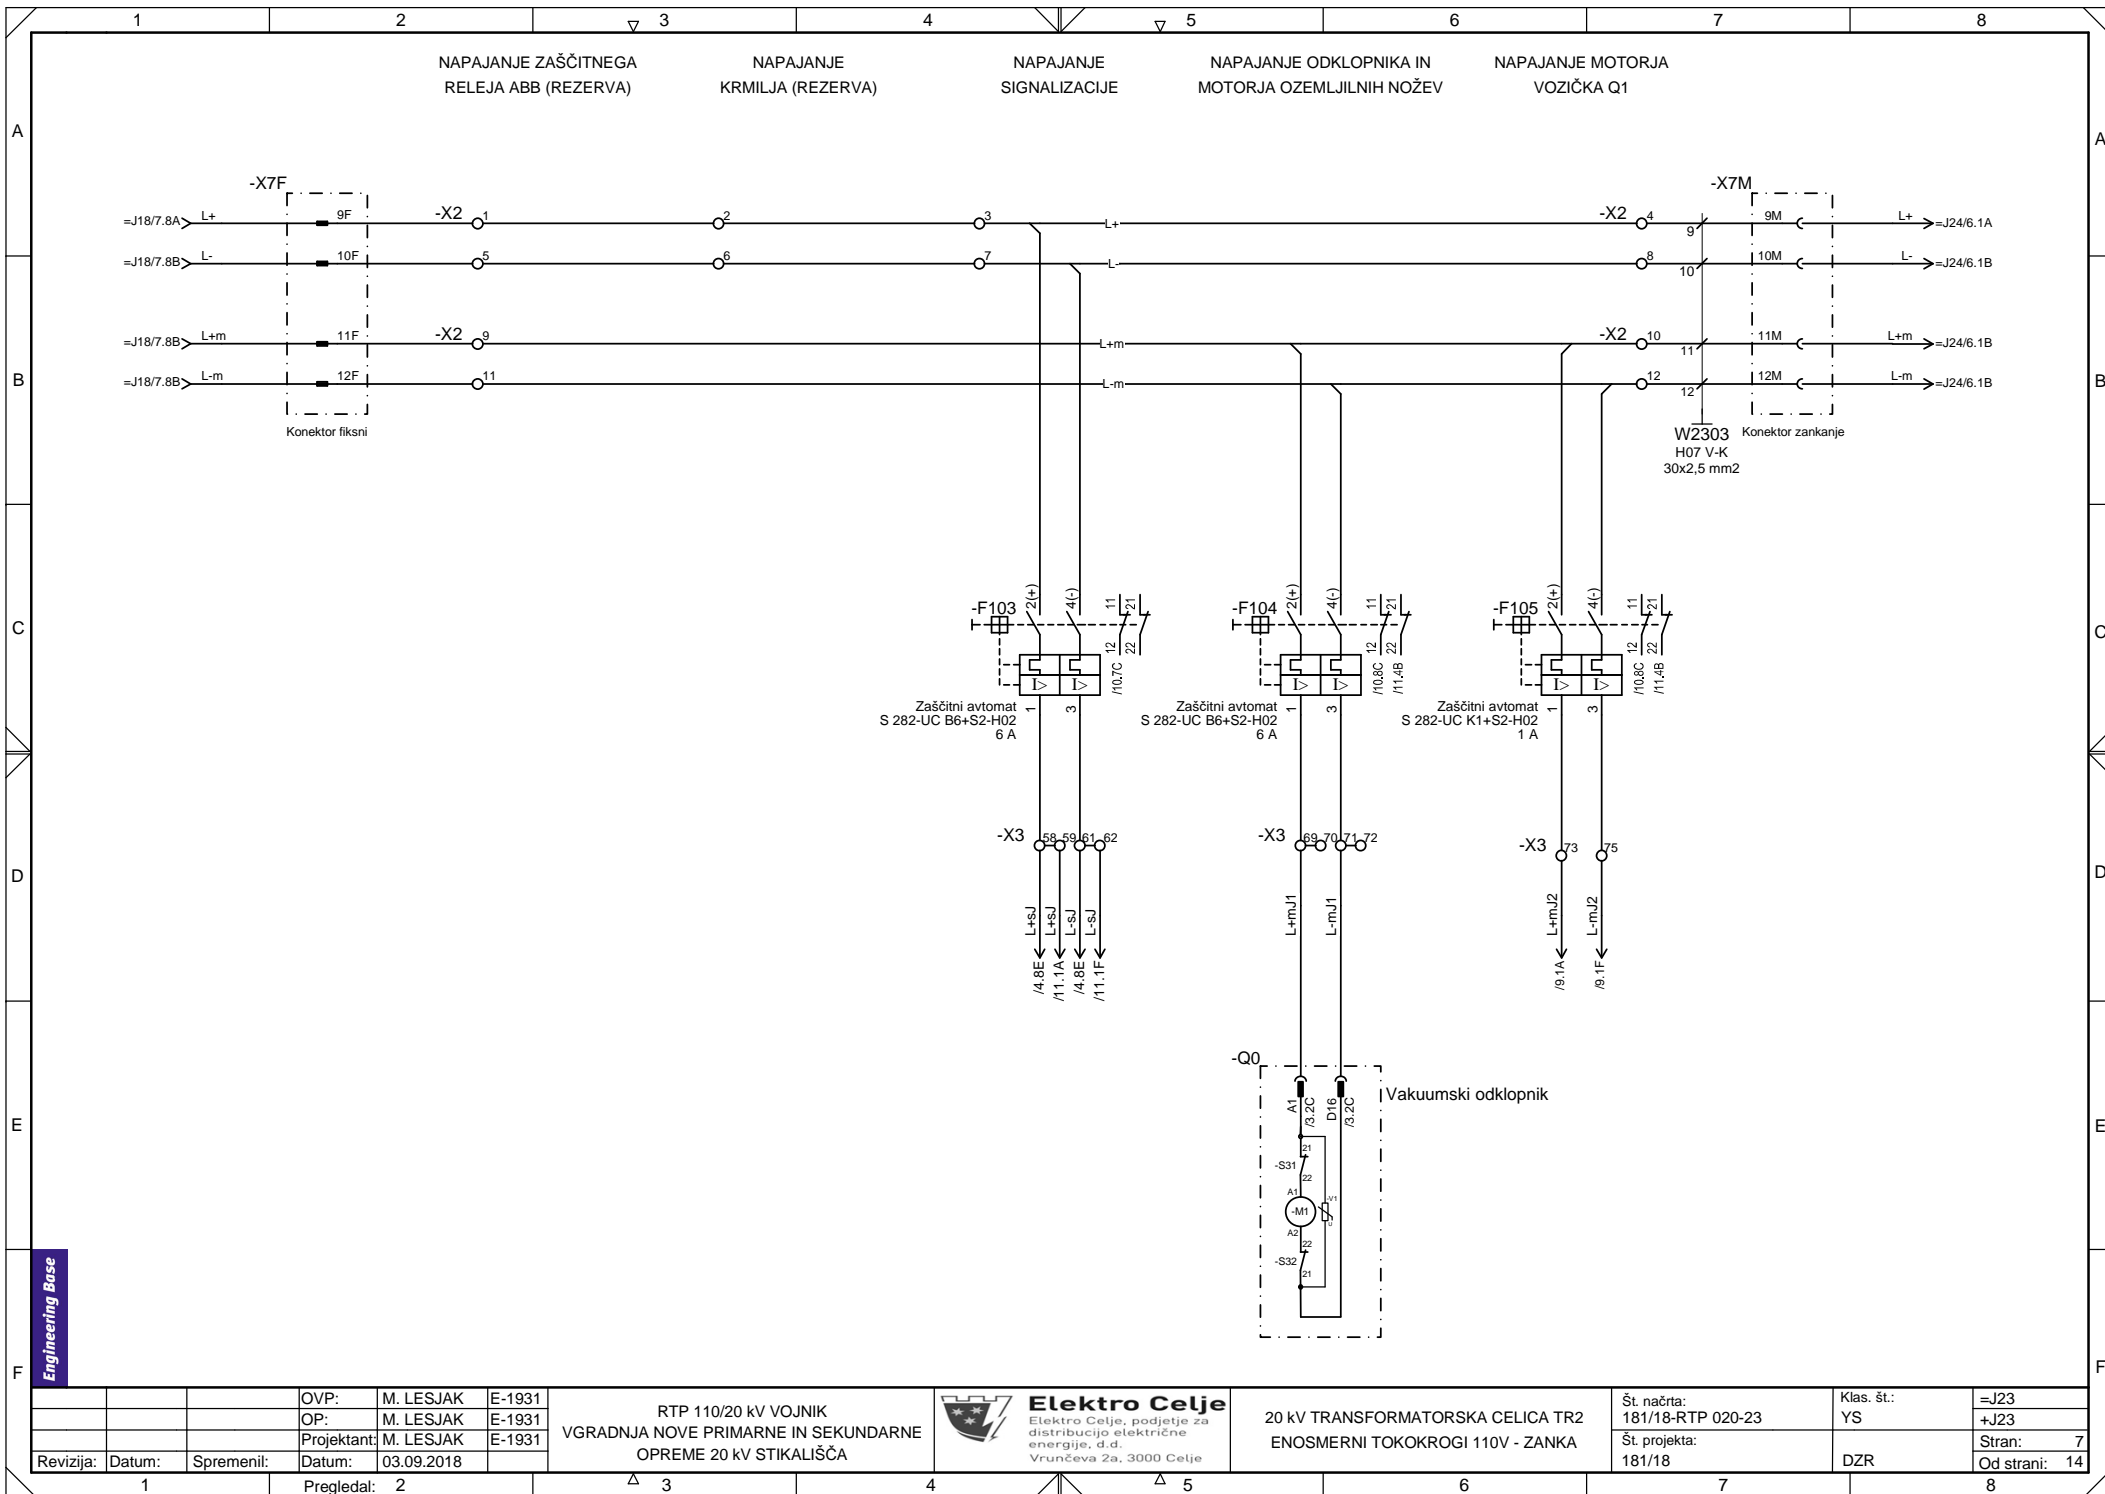 1 2 3 4 5 6 7 8
NAPAJANJE ZAŠČITNEGA
RELEJA ABB (REZERVA)
NAPAJANJE
KRMILJA (REZERVA)
NAPAJANJE
SIGNALIZACIJE
NAPAJANJE ODKLOPNIKA IN
MOTORJA OZEMLJILNIH NOŽEV
NAPAJANJE MOTORJA
VOZIČKA Q1
A A
-X7F -X7M
=J18/7.8A L+ 9F -X2 1 2 3 L+ -X2 4 9 9M L+ =J24/6.1A
=J18/7.8B L- 10F 5 6 7 L- 8 10 10M L- =J24/6.1B
=J18/7.8B L+m 11F -X2 9 L+m -X2 10 11 11M L+m =J24/6.1B
B B
=J18/7.8B L-m 12F 11 L-m 12 12 12M L-m =J24/6.1B
Konektor fiksni
W2303
H07 V-K
30x2,5 mm2
Konektor zankanje
C C
-F103 2(+) 4(-) 11 21
12 22
/10.7C
Zaščitni avtomat
S 282-UC B6+S2-H02
6 A
I> I>
1 3
-F104 2(+) 4(-) 11 21
12 22
/10.8C /11.4B
Zaščitni avtomat
S 282-UC B6+S2-H02
6 A
I> I>
1 3
-F105 2(+) 4(-) 11 21
12 22
/10.8C /11.4B
Zaščitni avtomat
S 282-UC K1+S2-H02
1 A
I> I>
1 3
D D
-X3 58 59 61 62
L+sJ L+sJ L-sJ L-sJ
/4.8E /11.1A /4.8E /11.1F
-X3 69 70 71 72
L+mJ1 L-mJ1
-X3 73 75
L+mJ2 L-mJ2
/9.1A /9.1F
E E
-Q0
Vakuumski odklopnik
A1 /3.2C D16 /3.2C
21
-S31
22
A1
-M1
-V1
U
A2
22
-S32
21
F F
Engineering Base
OVP: M. LESJAK E-1931
OP: M. LESJAK E-1931
Projektant: M. LESJAK E-1931
Revizija: Datum: Spremenil: Datum: 03.09.2018
Pregledal:
RTP 110/20 kV VOJNIK
VGRADNJA NOVE PRIMARNE IN SEKUNDARNE
OPREME 20 kV STIKALIŠČA
Elektro Celje
Elektro Celje, podjetje za
distribucijo električne
energije, d.d.
Vrunčeva 2a, 3000 Celje
20 kV TRANSFORMATORSKA CELICA TR2
ENOSMERNI TOKOKROGI 110V - ZANKA
Št. načrta:
181/18-RTP 020-23
Št. projekta:
181/18
Klas. št.:
YS
DZR
=J23
+J23
Stran: 7
Od strani: 14
1 2 3 4 5 6 7 8